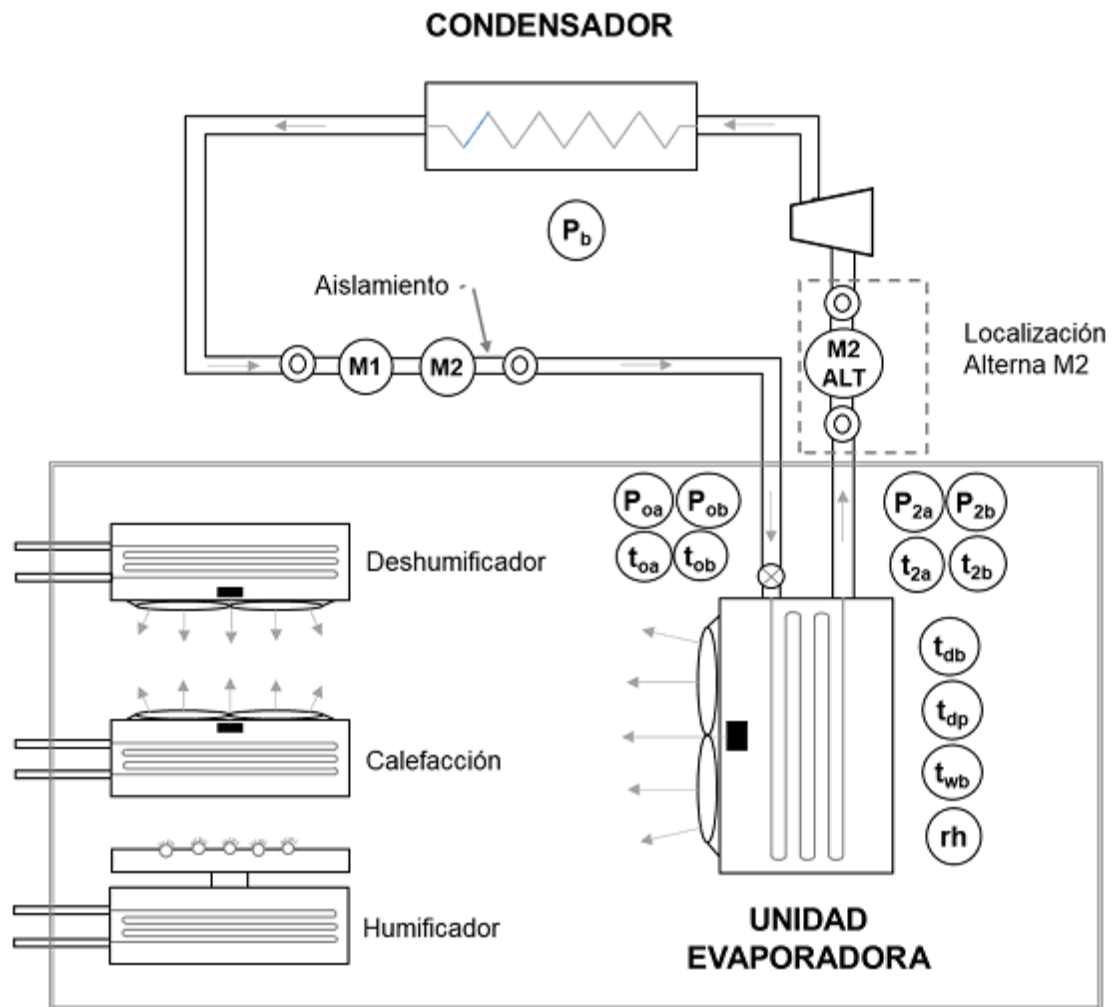 CONDENSADOR
P_b
Aislamiento
M1
M2
M2
ALT
Localización
Alterna M2
P_oa
P_ob
P_2a
P_2b
t_oa
t_ob
t_2a
t_2b
Deshumificador
t_db
t_dp
Calefacción
t_wb
rh
Humificador
UNIDAD
EVAPORADORA